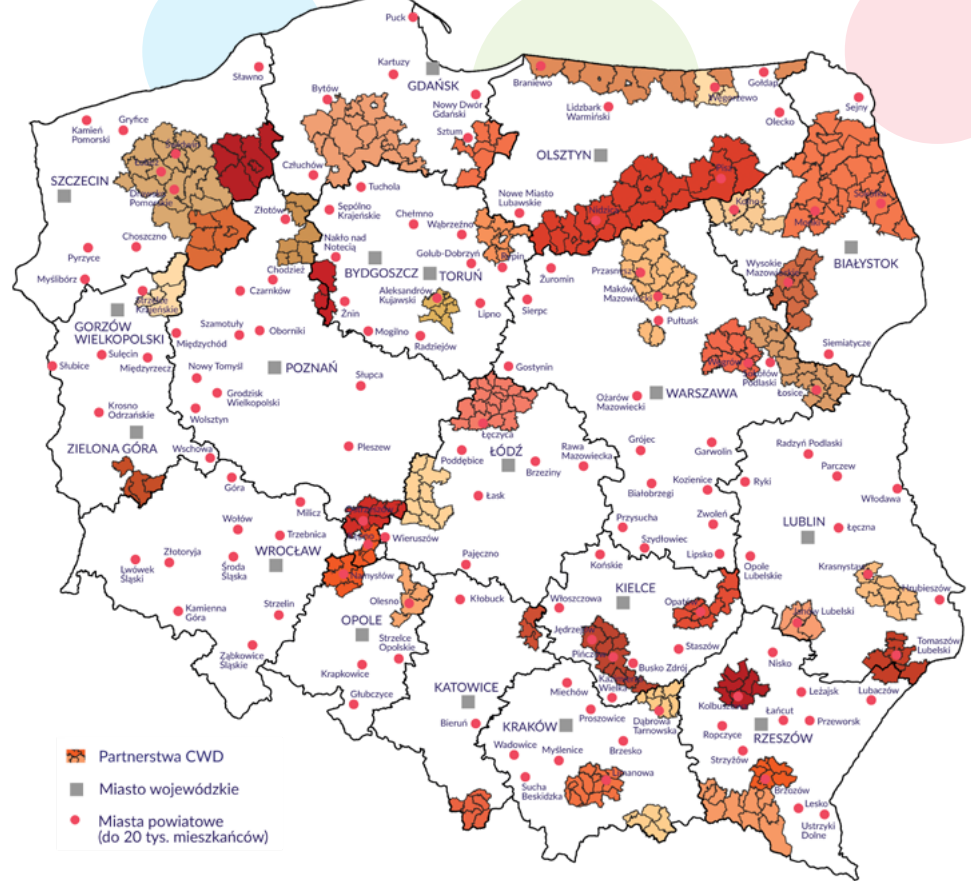 Puck
Kartuzy
GDAŃSK
Sławno
Bytów
Nowy Dwór
Gdański
Sztum
Człuchów
Braniewo
Węgorzewo
Gołdap
Lidzbark
Warmiński
Olecko
Sejny
OLSZTYN
Kamień
Pomorski
Gryfice
SZCZECIN
Pomorskie
Choszczno
Pyrzyce
Myślibórz
Tuchola
Złotów
Sępólno
Krajeńskie
Chełmno
Wąbrzeźno
Nowe Miasto
Lubawskie
Nakło nad
Notecią
Golub-Dobrzyń
Rypin
Chodzież
BYDGOSZCZ
TORUŃ
Aleksandrów
Kujawski
Lipno
Czarnków
Żnin
Mogilno
Radziejów
Żuromin
Sierpc
Przasnysz
Maków
Mazowiecki
Pułtusk
Wysokie
Mazowieckie
BIAŁYSTOK
Siemiatycze
Strzelce
Krajeńskie
GORZÓW
WIELKOPOLSKI
Sulęcin
Słubice
Międzyrzecz
Szamotuły
Oborniki
Międzychód
Nowy Tomyśl
POZNAŃ
Słupca
Grodzisk
Wielkopolski
Wolsztyn
Gostynin
Ożarów
Mazowiecki
WARSZAWA
Sokołów
Podlaski
Łosice
Krosno
Odrzańskie
ZIELONA GÓRA
Wschowa
Pleszew
Łęczyca
Poddębice
ŁÓDŹ
Brzeziny
Rawa
Mazowiecka
Grójec
Garwolin
Radzyń Podlaski
Parczew
Góra
Milicz
Łask
Białobrzegi
Kozienice
Ryki
Włodawa
Wołów
Trzebnica
Wieruszów
Przysucha
Zwoleń
LUBLIN
Łęczna
Złotoryja
Lwówek
Śląski
Środa
Śląska
WROCŁAW
Namysłów
Pajęczno
Szydłowiec
Końskie
Lipsko
Opole
Lubelskie
Krasnystaw
Hrubieszów
Kamienna
Góra
Strzelin
Olesno
Kłobuck
Włoszczowa
KIELCE
Opatów
Janów Lubelski
OPOLE
Strzelce
Opolskie
Jędrzejów
Pińczów
Staszów
Busko Zdrój
Tomaszów
Lubelski
Ząbkowice
Śląskie
Krapkowice
Głubczyce
KATOWICE
Bieruń
Miechów
Kazimierza
Wielka
Proszowice
Dąbrowa
Tarnowska
Nisko
Kolbuszowa
Leżajsk
Lubaczów
Łańcut
Przeworsk
KRAKÓW
Ropczyce
RZESZÓW
Strzyżów
Wadowice
Myślenice
Brzesko
Sucha
Beskidzka
Limanowa
Brzozów
Lesko
Ustrzyki
Dolne
Partnerstwa CWD
Miasto wojewódzkie
Miasta powiatowe
(do 20 tys. mieszkańców)